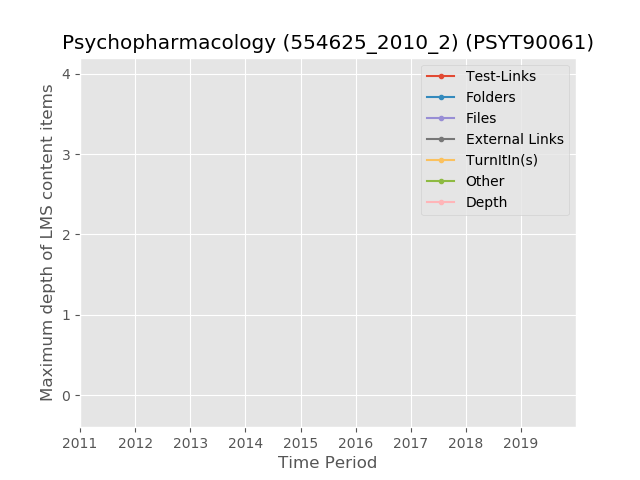 Psychopharmacology (554625_2010_2) (PSYT90061)
Maximum depth of LMS content items
4
3
2
1
0
Test-Links
Folders
Files
External Links
TurnItIn(s)
Other
Depth
2011 2012 2013 2014 2015 2016 2017 2018 2019
Time Period